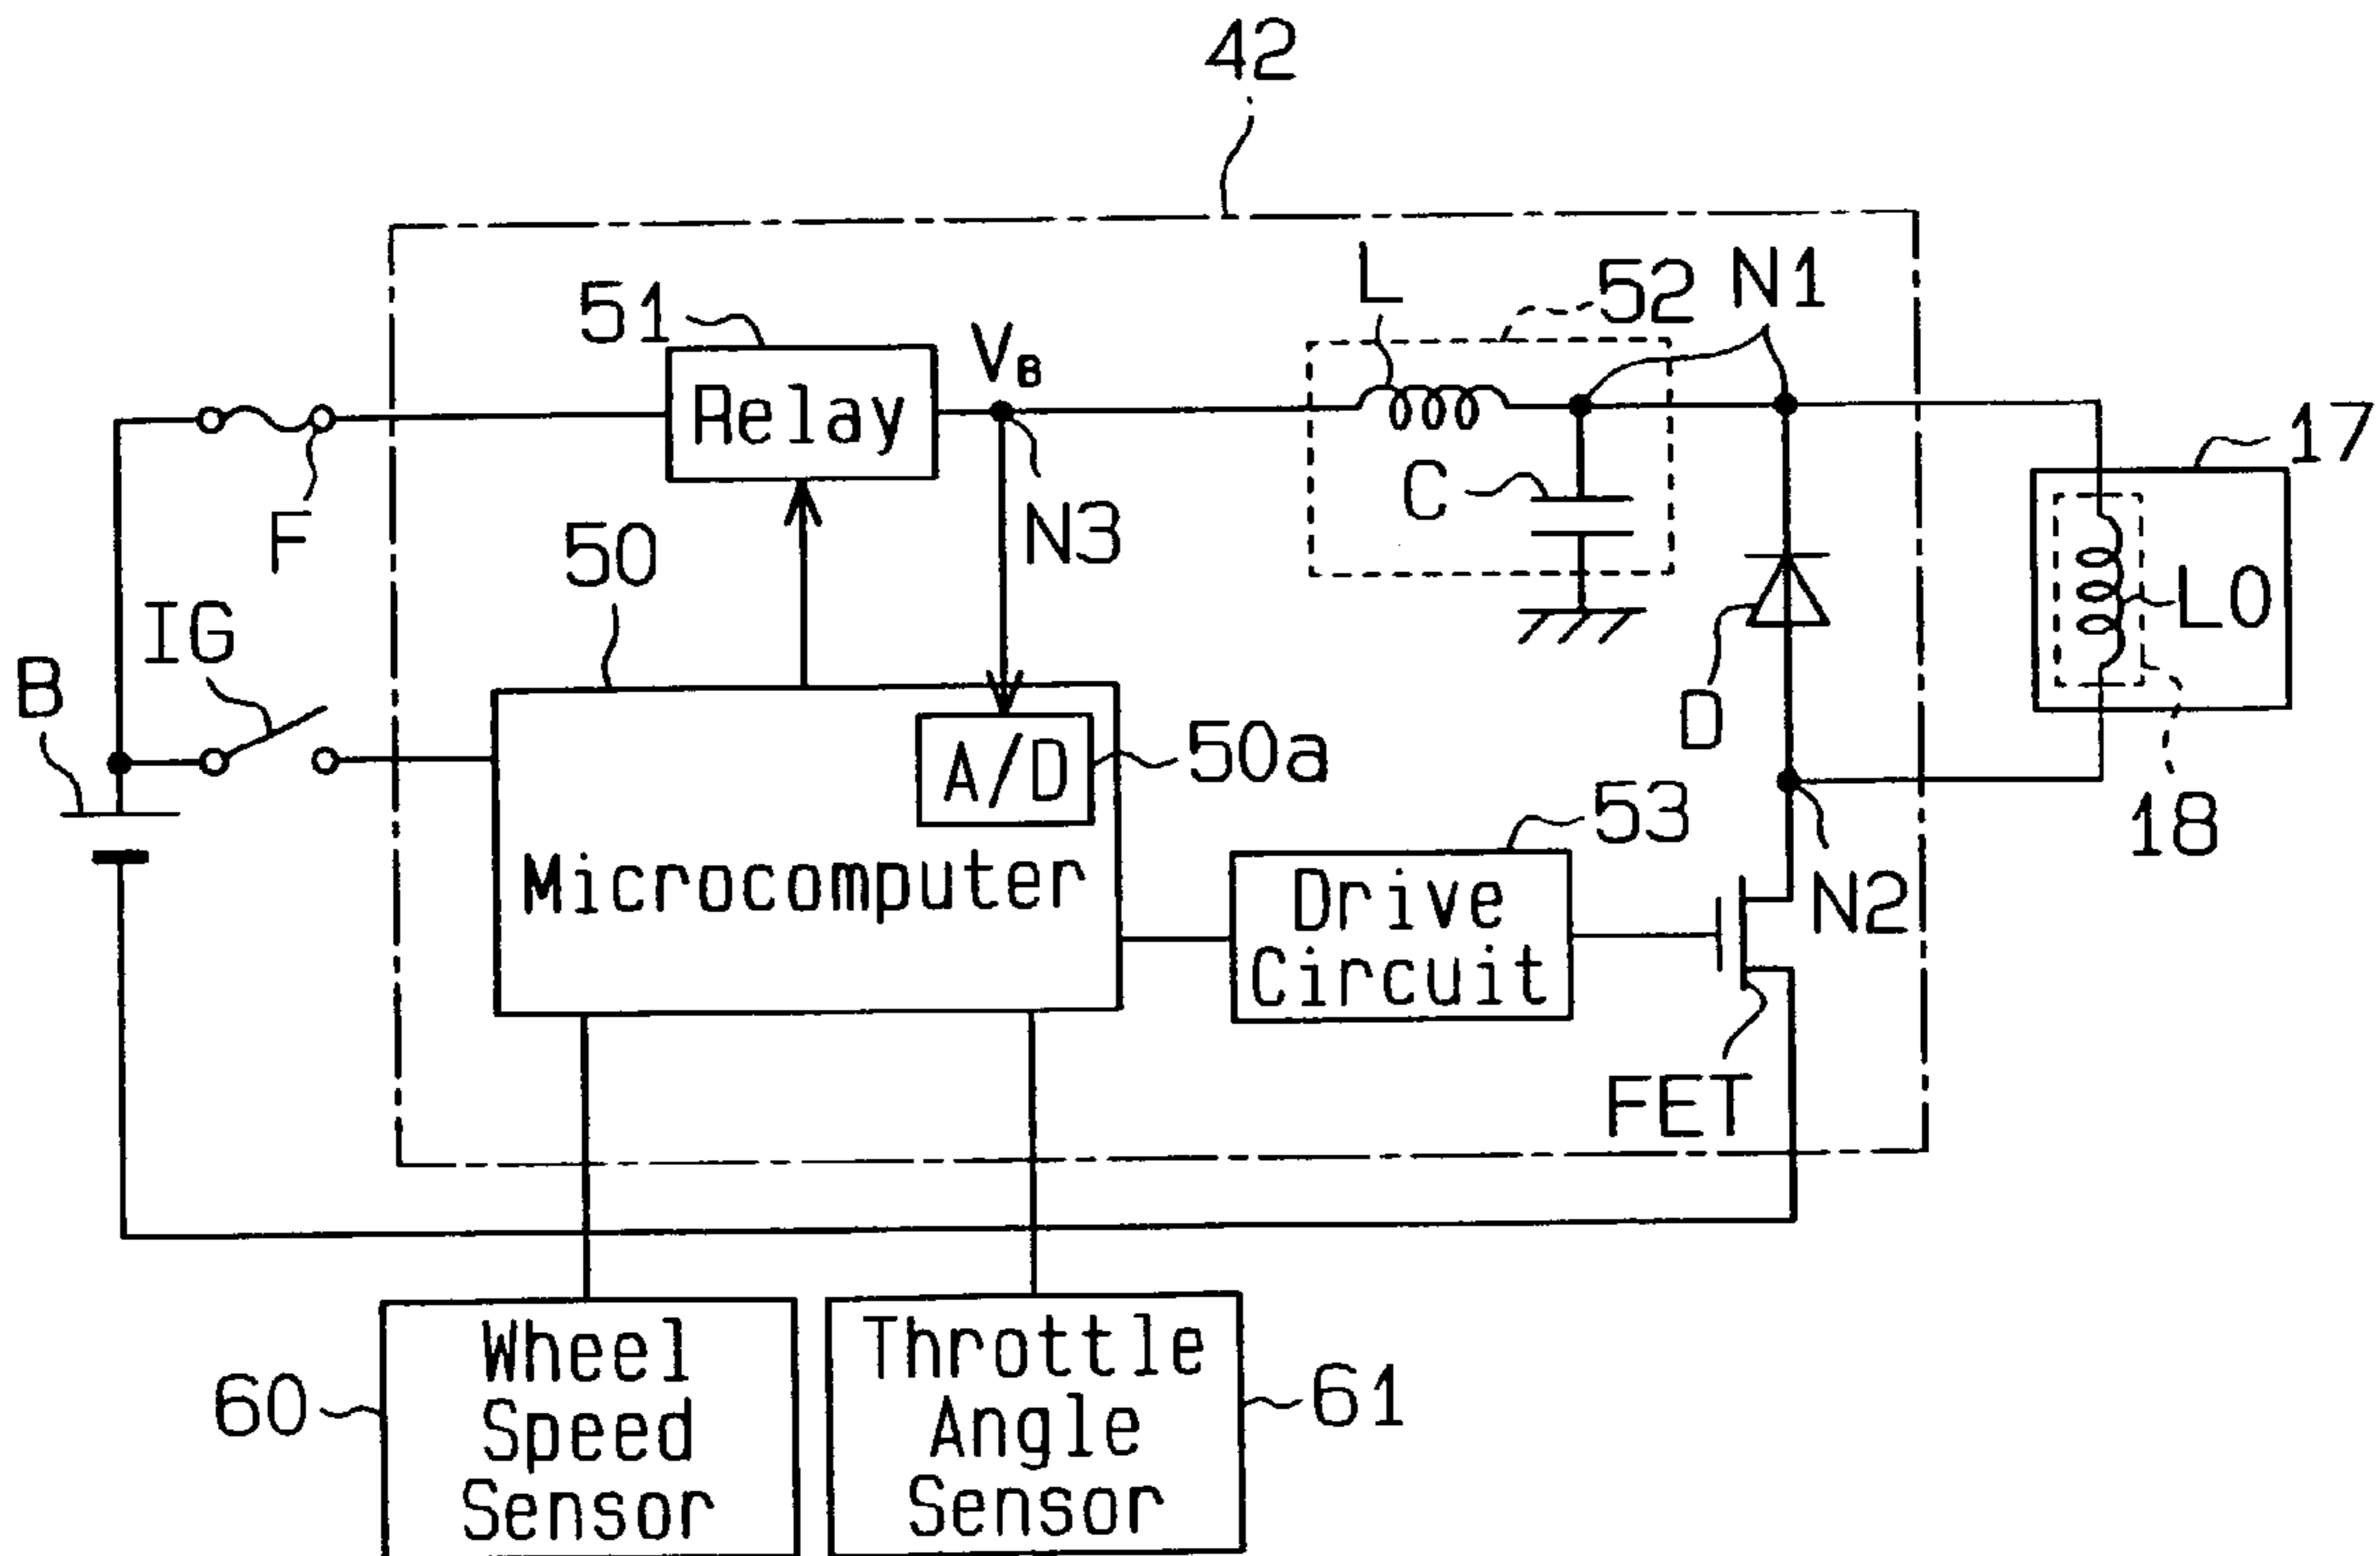 42
L
52
N1
51
VB
Relay
17
C
N3
F
50
L0
IG
B
D
A/D
50a
18
53
Microcomputer
Drive
Circuit
N2
FET
Wheel
Speed
Sensor
60
Throttle
Angle
Sensor
61